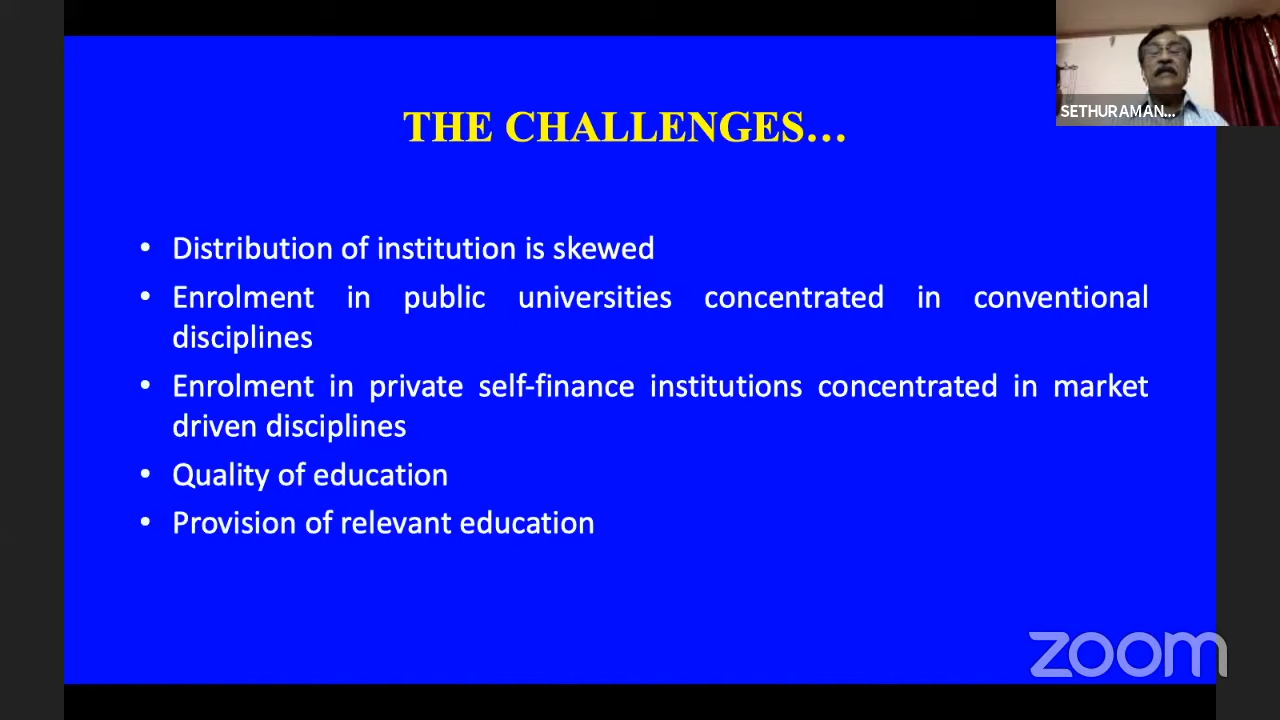 SETHURAMAN...
THE CHALLENGES...
• Distribution of institution is skewed
• Enrolment in public universities concentrated in conventional
disciplines
• Enrolment in private self-finance institutions concentrated in market
driven disciplines
• Quality of education
• Provision of relevant education
zoom